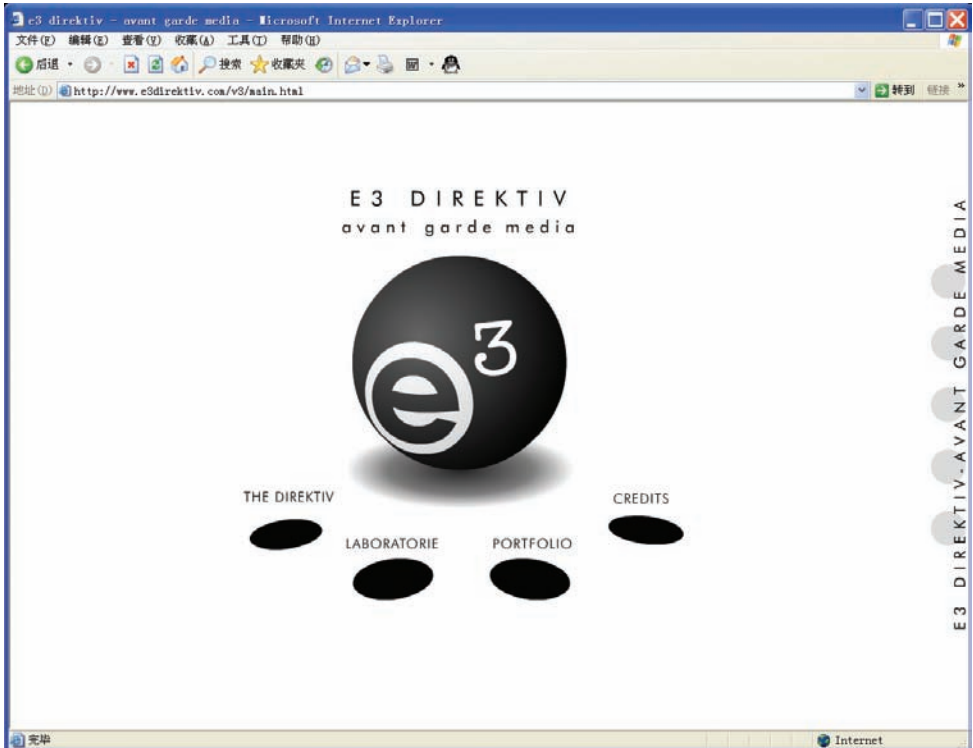 e3 direktiv - avant garde media - Microsoft Internet Explorer
文件(F) 编辑(E) 查看(V) 收藏(A) 工具(T) 帮助(H)
后退 搜索 收藏夹
地址(D) http://www.e3direktiv.com/v3/main.html 转到 链接 »
E3 DIREKTIV
avant garde media
e3
THE DIREKTIV
CREDITS
LABORATORIE
PORTFOLIO
E3 DIREKTIV.AVANT GARDE MEDIA
完毕 Internet